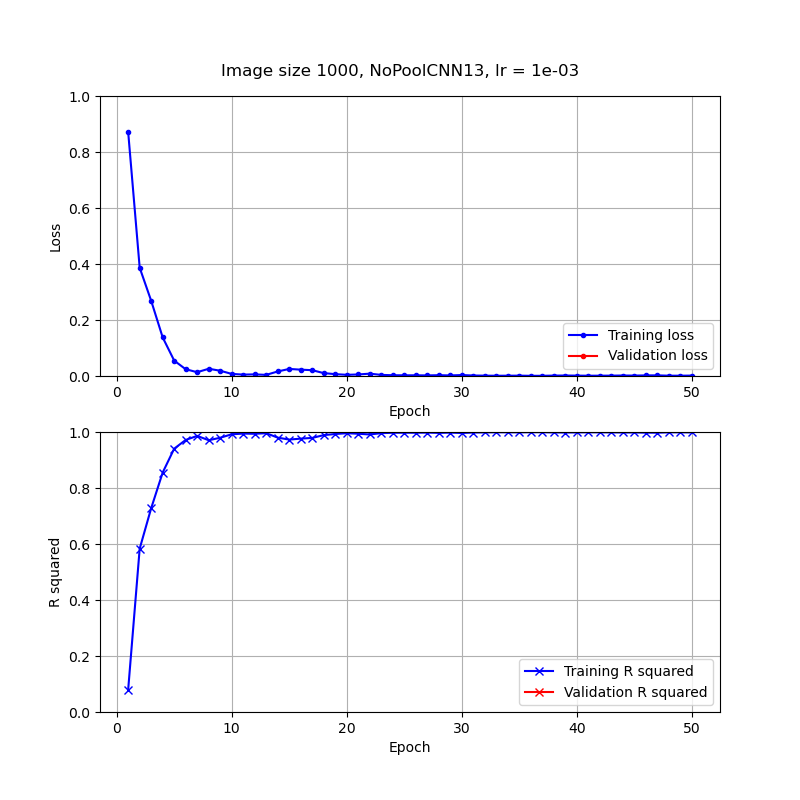 Image size 1000, NoPoolCNN13, lr = 1e-03
1.0
0.8
0.6
0.4
0.2
0.0
Loss
Training loss
Validation loss
0 10 20 30 40 50
Epoch
1.0
0.8
0.6
0.4
0.2
0.0
R squared
Training R squared
Validation R squared
0 10 20 30 40 50
Epoch